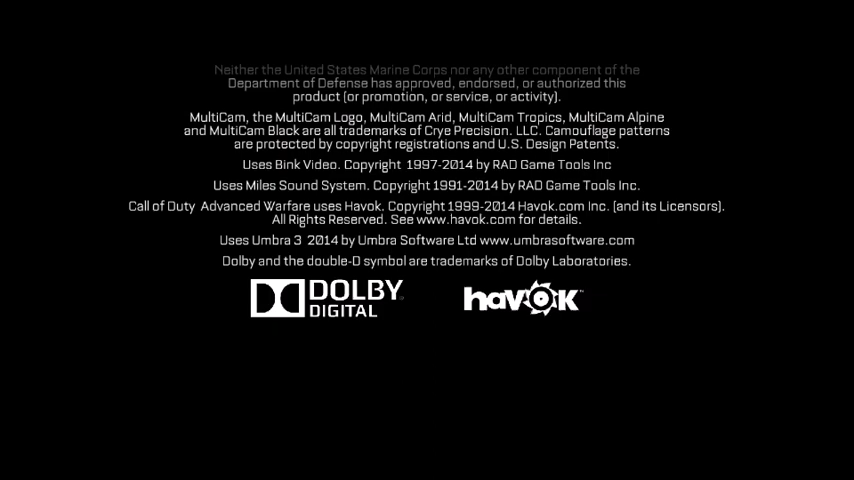 Neither the United States Marine Corps nor any other component of the
Department of Defense has approved, endorsed, or authorized this
product (or promotion, or service, or activity).
MultiCam, the MultiCam Logo, MultiCam Arid, MultiCam Tropics, MultiCam Alpine
and MultiCam Black are all trademarks of Crye Precision. LLC. Camouflage patterns
are protected by copyright registrations and U.S. Design Patents.
Uses Bink Video. Copyright 1997-2014 by RAD Game Tools Inc
Uses Miles Sound System. Copyright 1991-2014 by RAD Game Tools Inc.
Call of Duty Advanced Warfare uses Havok. Copyright 1999-2014 Havok.com Inc. (and its Licensors).
All Rights Reserved. See www.havok.com for details.
Uses Umbra 3 2014 by Umbra Software Ltd www.umbrasoftware.com
Dolby and the double-D symbol are trademarks of Dolby Laboratories.
DOLBY
DIGITAL
havok™